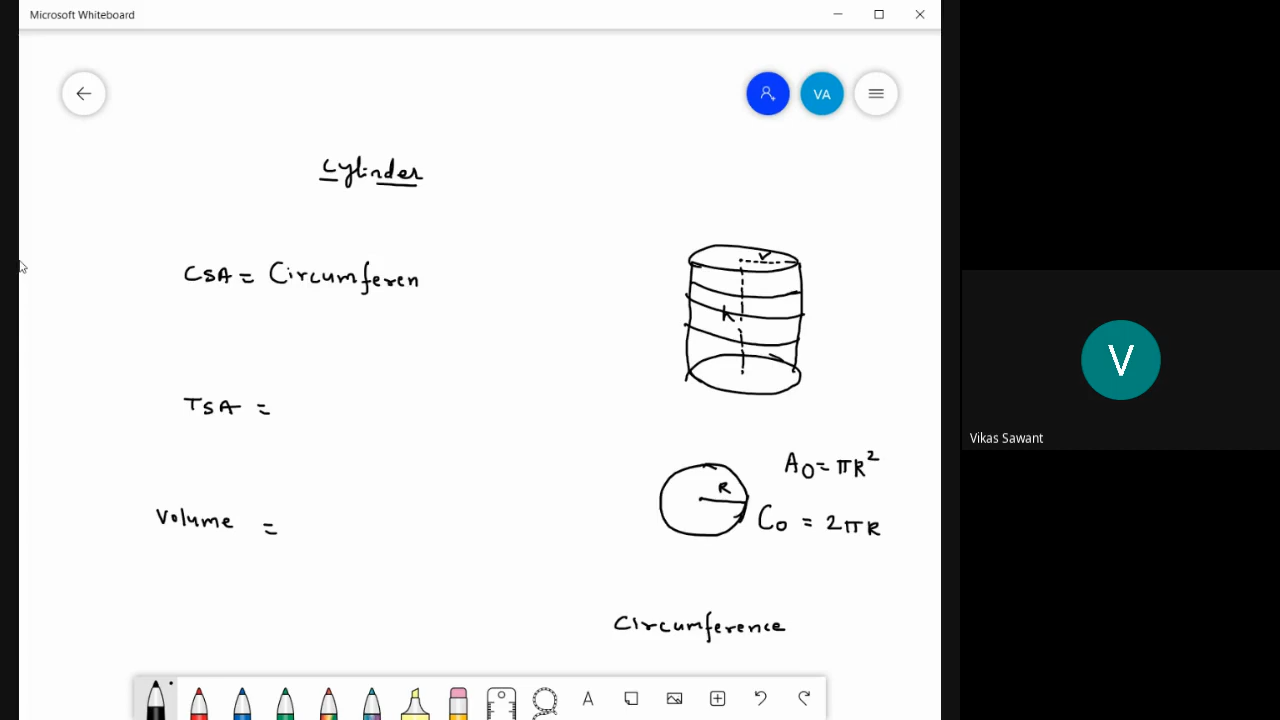 Microsoft Whiteboard
VA
Cylinder
r
CSA = Circumferen
h
TSA =
V
Vikas Sawant
A○ = πR²
R
Volume =
C○ = 2πR
Circumference
A